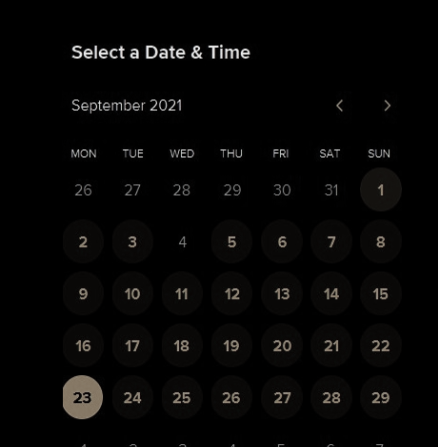 Select a Date & Time
September 2021
MON TUE WED THU FRI SAT SUN
26 27 28 29 30 31 1
2 3 4 5 6 7 8
9 10 11 12 13 14 15
16 17 18 19 20 21 22
23 24 25 26 27 28 29